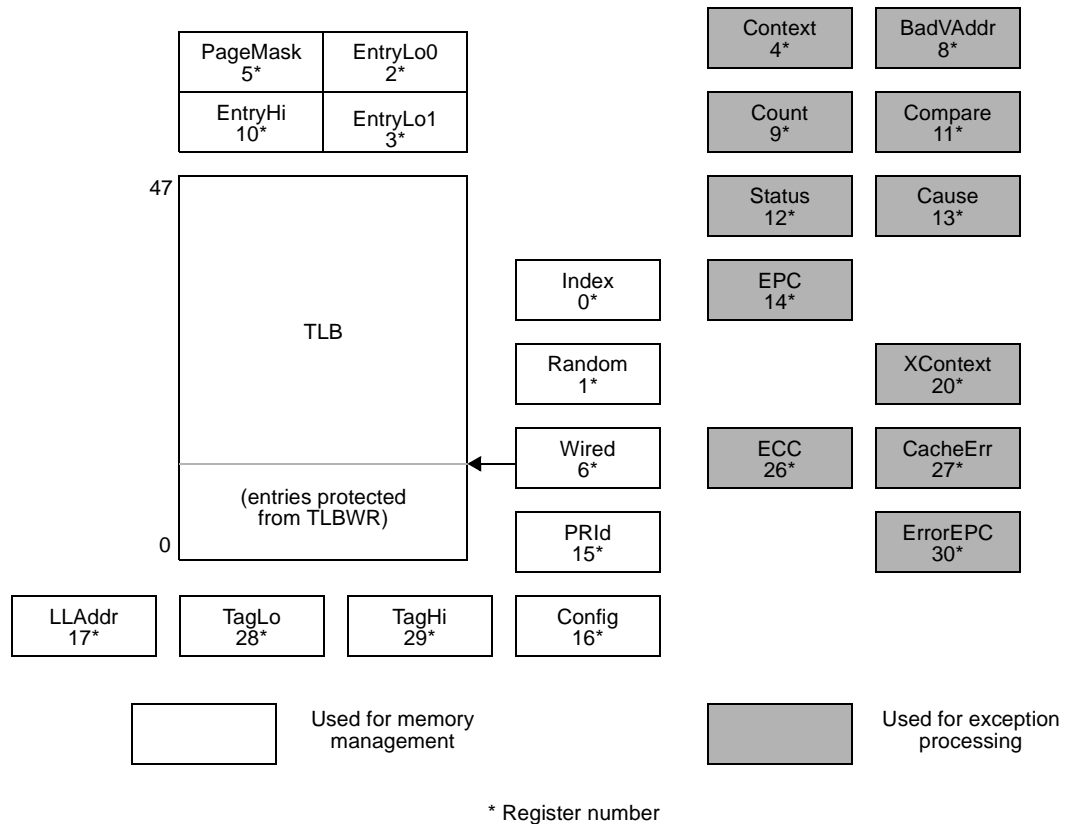 PageMask
5*
EntryLo0
2*
EntryHi
10*
EntryLo1
3*
47
TLB
(entries protected
from TLBWR)
0
Index
0*
Random
1*
Wired
6*
PRId
15*
LLAddr
17*
TagLo
28*
TagHi
29*
Config
16*
Context
4*
BadVAddr
8*
Count
9*
Compare
11*
Status
12*
Cause
13*
EPC
14*
XContext
20*
ECC
26*
CacheErr
27*
ErrorEPC
30*
Used for memory
management
Used for exception
processing
* Register number